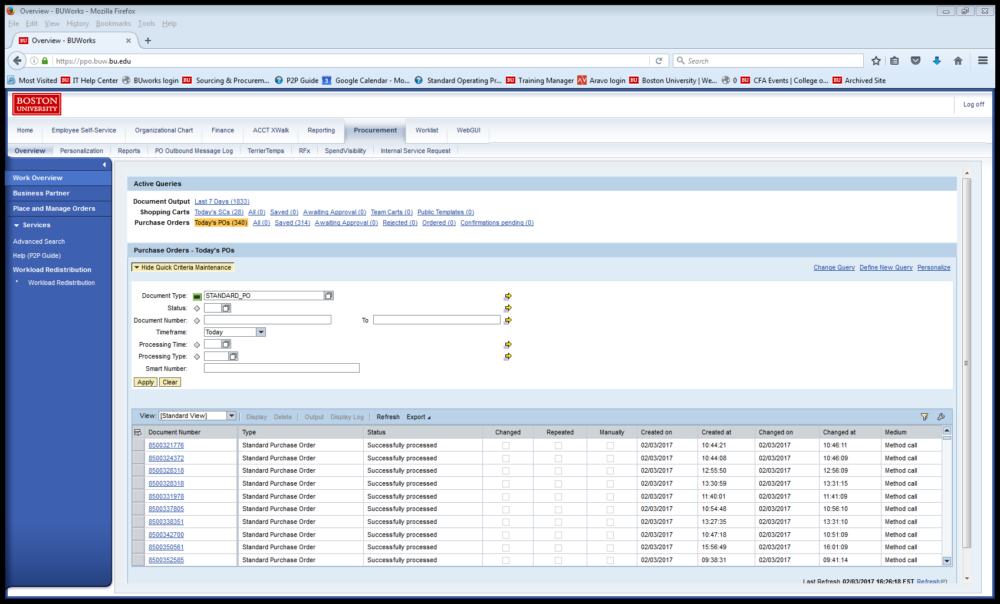 Overview - BUWorks - Mozilla Firefox
File Edit View History Bookmarks Tools Help
BU Overview - BUWorks
https://ppo.buw.bu.edu Search
Most Visited BU IT Help Center BUworks login BU Sourcing & Procurem... P2P Guide 3 Google Calendar - Mo... Standard Operating Pr... BU Training Manager Aravo login BU Boston University | We... 0 BU CFA Events | College o... BU Archived Site
BOSTON
UNIVERSITY
Log off
Home Employee Self-Service Organizational Chart Finance ACCT XWalk Reporting Procurement Worklist WebGUI
Overview Personalization Reports PO Outbound Message Log TerrierTemps RFx SpendVisibility Internal Service Request
Work Overview
Business Partner
Place and Manage Orders
Services
Advanced Search
Help (P2P Guide)
Workload Redistribution
• Workload Redistribution
Active Queries
Document Output Last 7 Days (1833)
Shopping Carts Today's SCs (28) All (0) Saved (0) Awaiting Approval (0) Team Carts (0) Public Templates (0)
Purchase Orders Today's POs (340) All (0) Saved (314) Awaiting Approval (0) Rejected (0) Ordered (0) Confirmations pending (0)
Purchase Orders - Today's POs
Hide Quick Criteria Maintenance Change Query Define New Query Personalize
Document Type: STANDARD_PO
Status:
Document Number: To
Timeframe: Today
Processing Time:
Processing Type:
Smart Number:
Apply Clear
View: [Standard View] Display Delete Output Display Log Refresh Export
Document Number Type Status Changed Repeated Manually Created on Created at Changed on Changed at Medium
8500321776 Standard Purchase Order Successfully processed 02/03/2017 10:44:21 02/03/2017 10:46:11 Method call
8500324372 Standard Purchase Order Successfully processed 02/03/2017 10:44:08 02/03/2017 10:46:09 Method call
8500328318 Standard Purchase Order Successfully processed 02/03/2017 12:55:50 02/03/2017 12:56:09 Method call
8500328318 Standard Purchase Order Successfully processed 02/03/2017 13:30:59 02/03/2017 13:31:15 Method call
8500331978 Standard Purchase Order Successfully processed 02/03/2017 11:40:01 02/03/2017 11:41:09 Method call
8500337805 Standard Purchase Order Successfully processed 02/03/2017 10:54:48 02/03/2017 10:56:10 Method call
8500338351 Standard Purchase Order Successfully processed 02/03/2017 13:27:35 02/03/2017 13:31:10 Method call
8500342700 Standard Purchase Order Successfully processed 02/03/2017 10:47:18 02/03/2017 10:51:09 Method call
8500350561 Standard Purchase Order Successfully processed 02/03/2017 15:56:49 02/03/2017 16:01:09 Method call
8500352585 Standard Purchase Order Successfully processed 02/03/2017 09:38:31 02/03/2017 09:41:14 Method call
Last Refresh 02/03/2017 16:26:18 EST Refresh